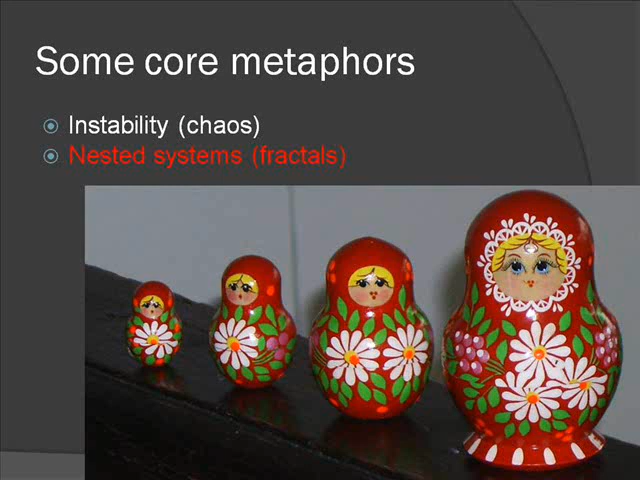 Some core metaphors
Instability (chaos)
Nested systems (fractals)